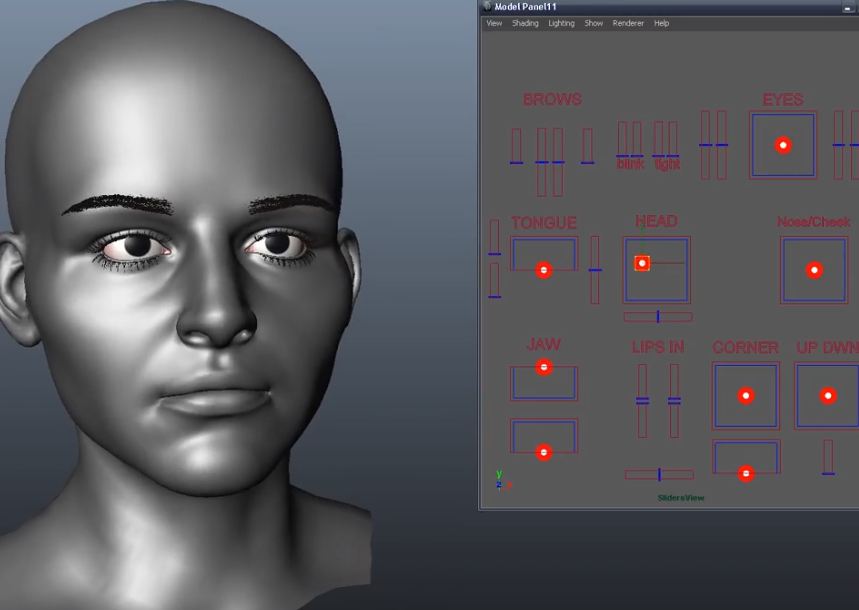 Model Panel11
View Shading Lighting Show Renderer Help
BROWS
EYES
blink tight
TONGUE
HEAD
Nose/Cheek
JAW
LIPS IN
CORNER
UP DWN
y
z x
SlidersView